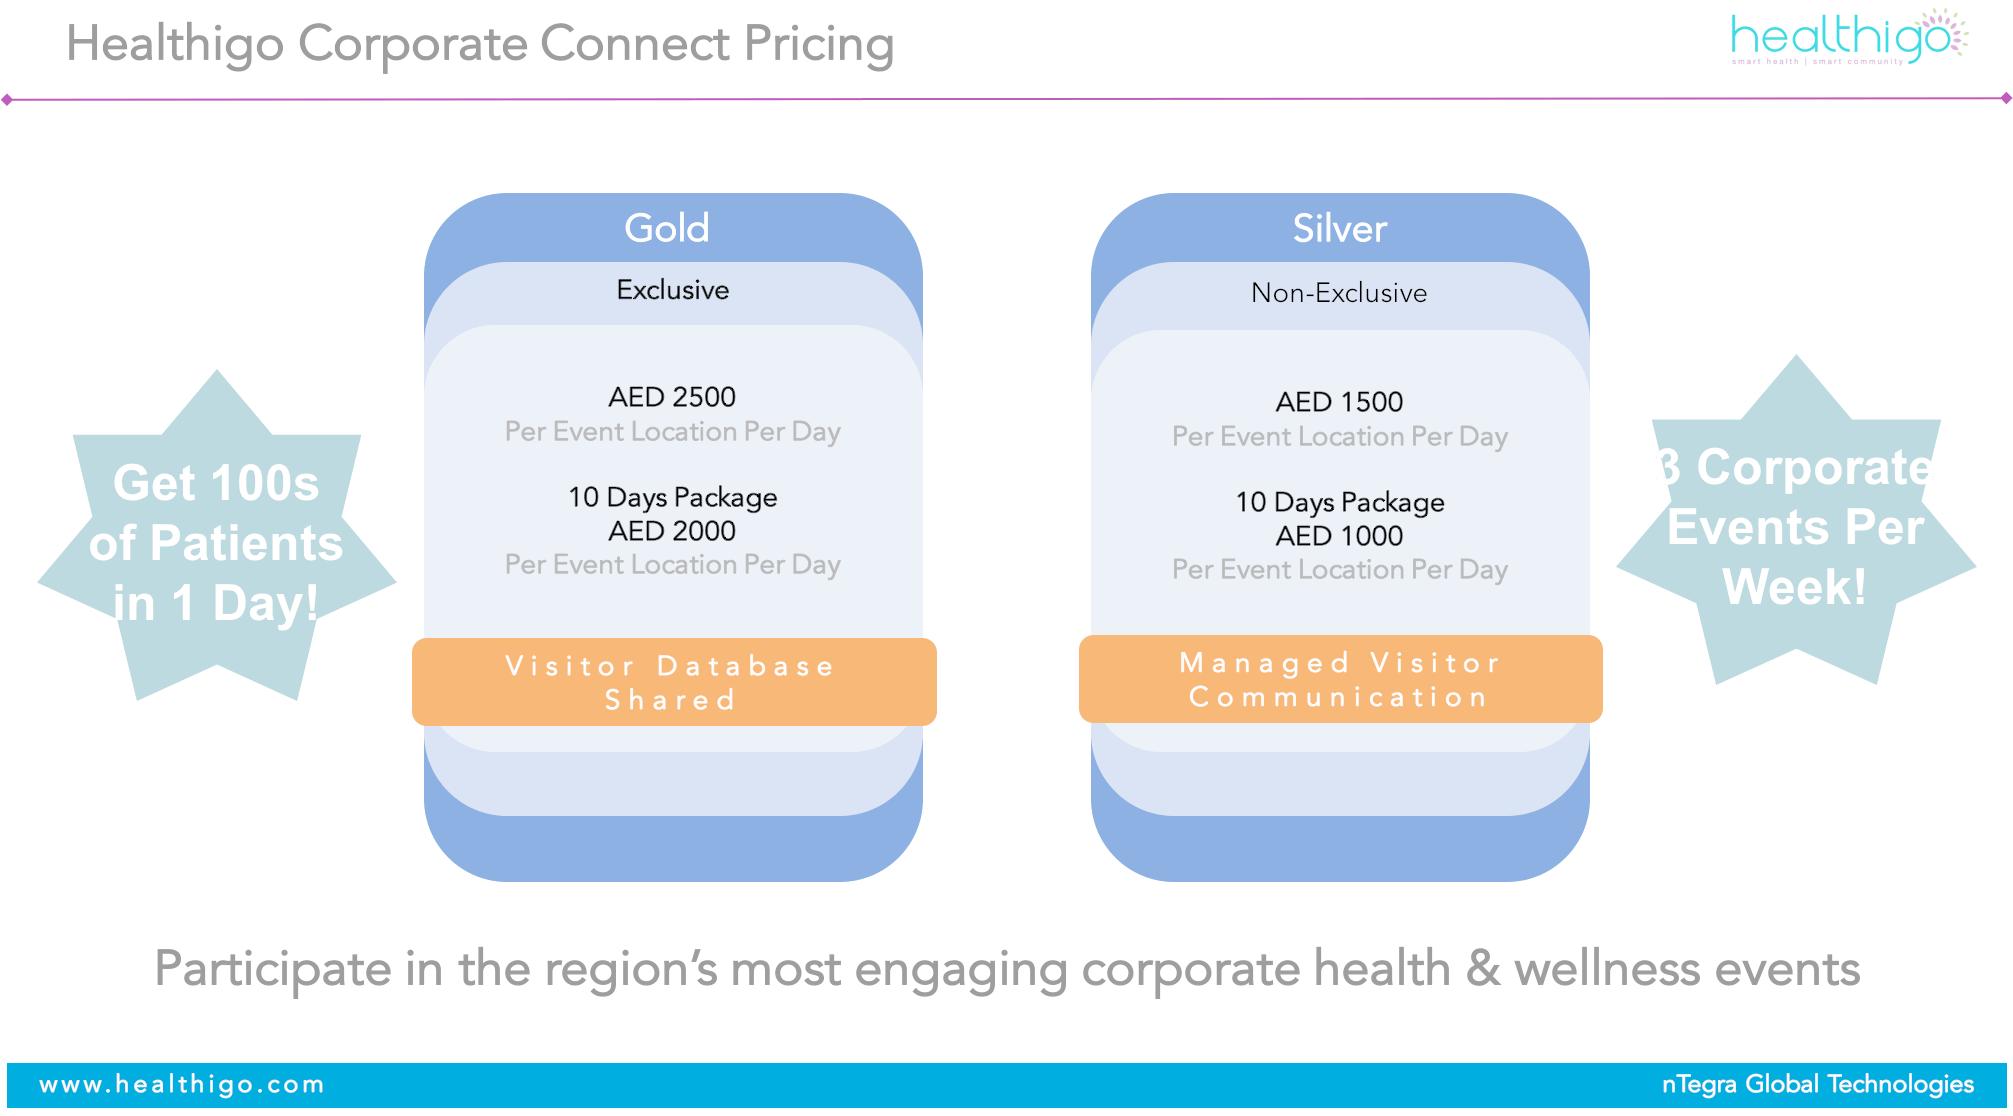 Healthigo Corporate Connect Pricing
healthigo
smart health | smart community
Gold
Exclusive
AED 2500
Per Event Location Per Day
10 Days Package
AED 2000
Per Event Location Per Day
Visitor Database
Shared
Silver
Non-Exclusive
AED 1500
Per Event Location Per Day
10 Days Package
AED 1000
Per Event Location Per Day
Managed Visitor
Communication
Get 100s
of Patients
in 1 Day!
3 Corporate
Events Per
Week!
Participate in the region’s most engaging corporate health & wellness events
www.healthigo.com
nTegra Global Technologies